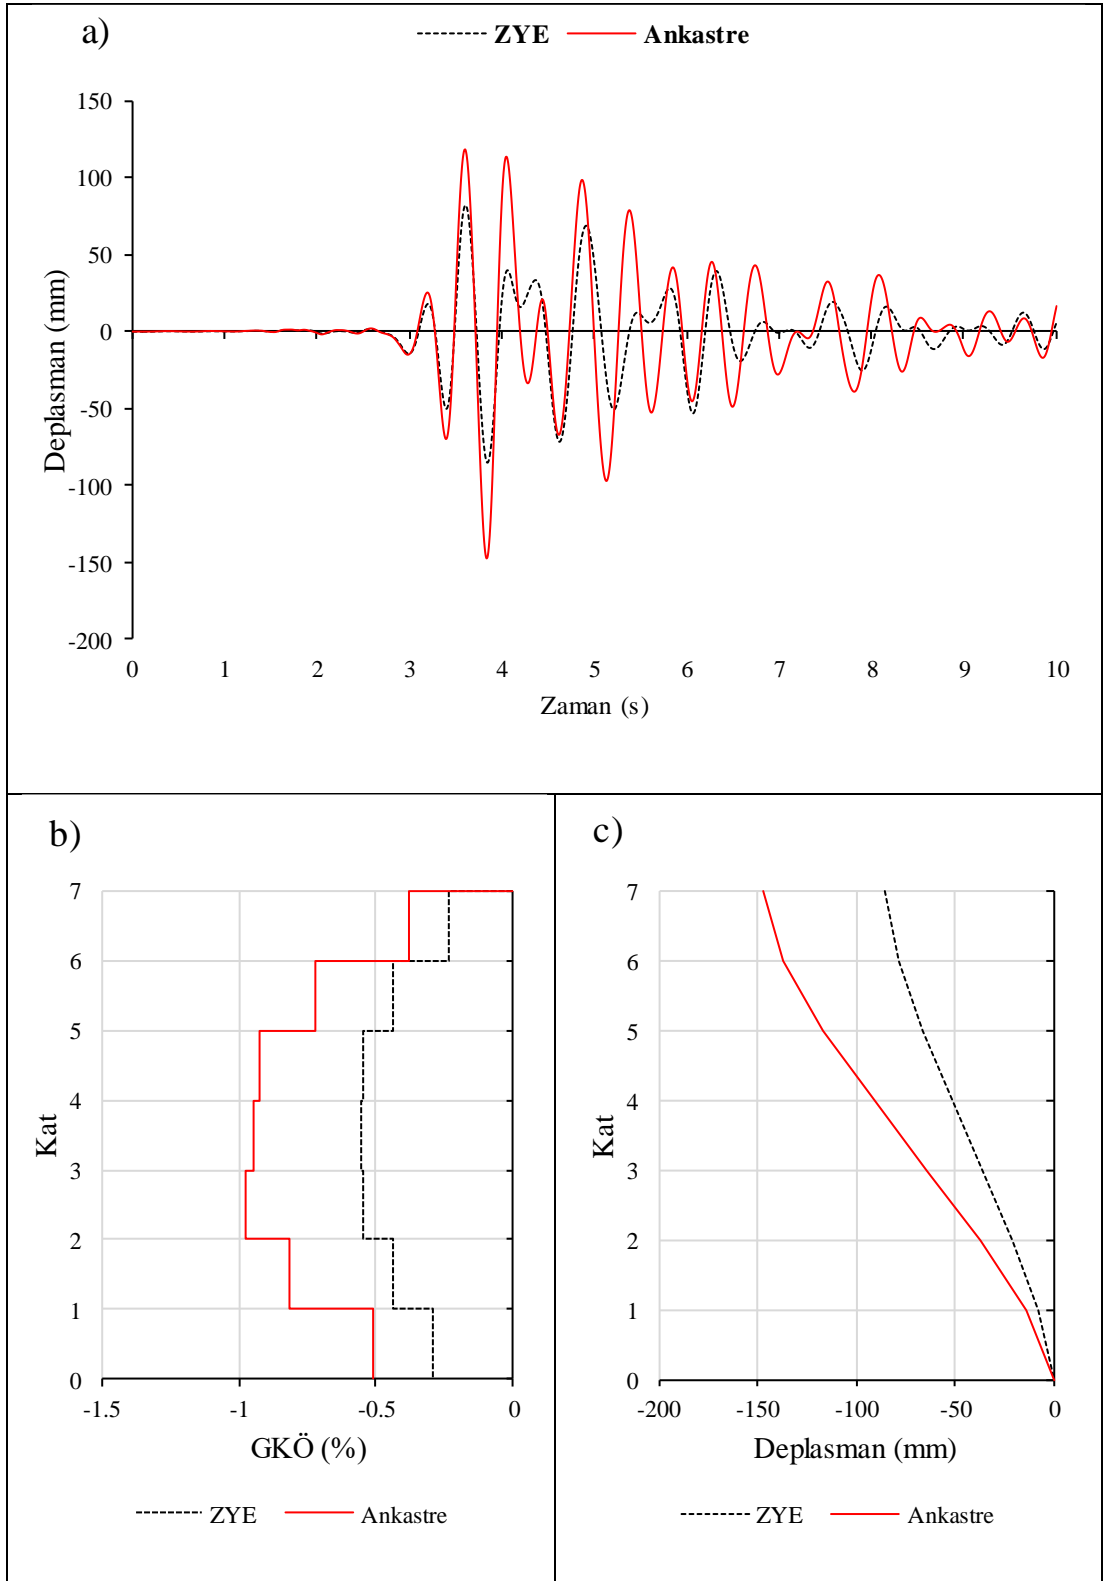 a)
ZYE Ankastre
150
100
50
0
-50
-100
-150
-200
Deplasman (mm)
0 1 2 3 4 5 6 7 8 9 10
Zaman (s)
b)
7
6
5
4
3
2
1
0
Kat
-1.5 -1 -0.5 0
GKÖ (%)
ZYE Ankastre
c)
7
6
5
4
3
2
1
0
Kat
-200 -150 -100 -50 0
Deplasman (mm)
ZYE Ankastre